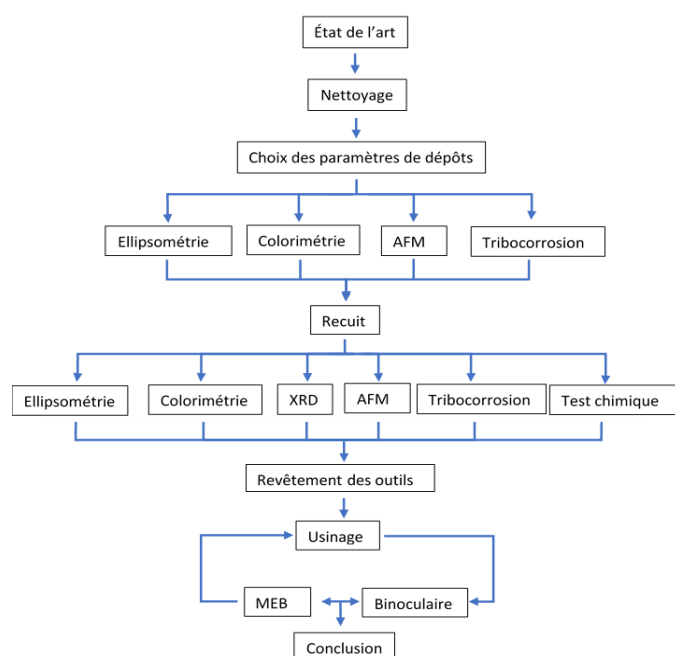 État de l'art
Nettoyage
Choix des paramètres de dépôts
Ellipsométrie
Colorimétrie
AFM
Tribocorrosion
Recuit
Ellipsométrie
Colorimétrie
XRD
AFM
Tribocorrosion
Test chimique
Revêtement des outils
Usinage
MEB
Binoculaire
Conclusion